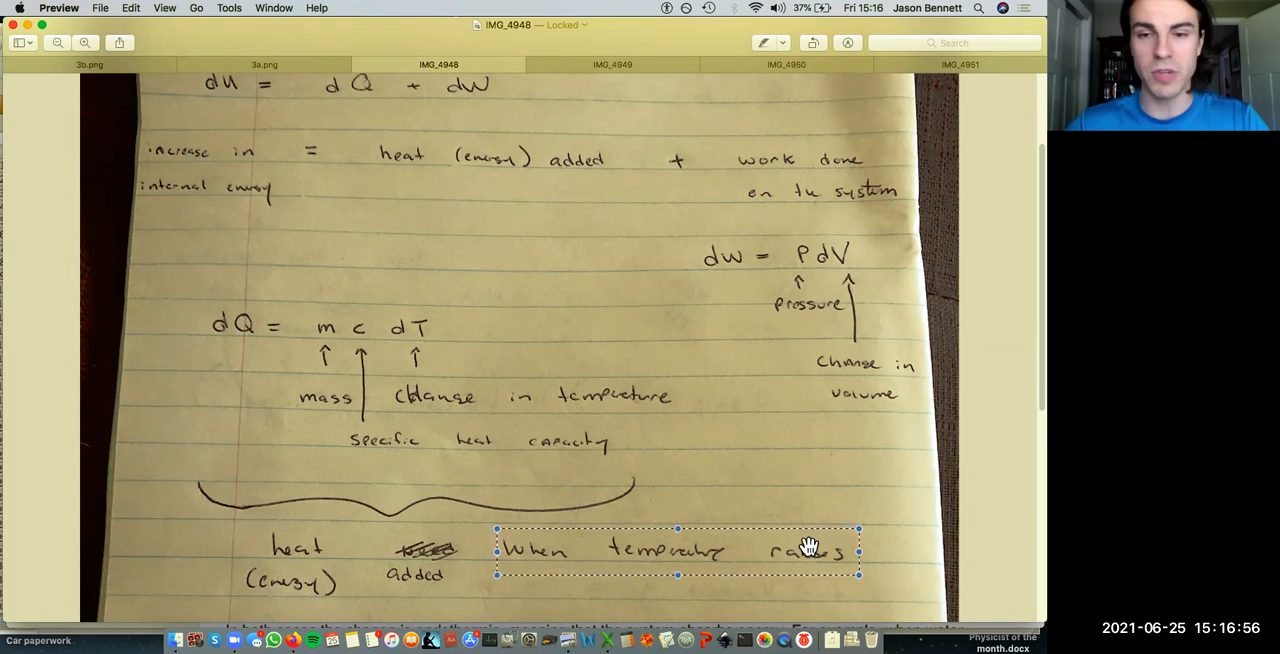 Preview File Edit View Go Tools Window Help 37% Fri 15:16 Jason Bennett
IMG_4948 — Locked
Search
3b.png 3a.png IMG_4948 IMG_4949 IMG_4950 IMG_4951
dU = dQ + dW
increase in = heat (energy) added + work done
internal energy on the system
dW = P dV
pressure
dQ = m c dT
change in
volume
mass change in temperature
specific heat capacity
heat when temperature raises
(energy) added
Car paperwork
Physicist of the
month.docx
2021-06-25 15:16:56